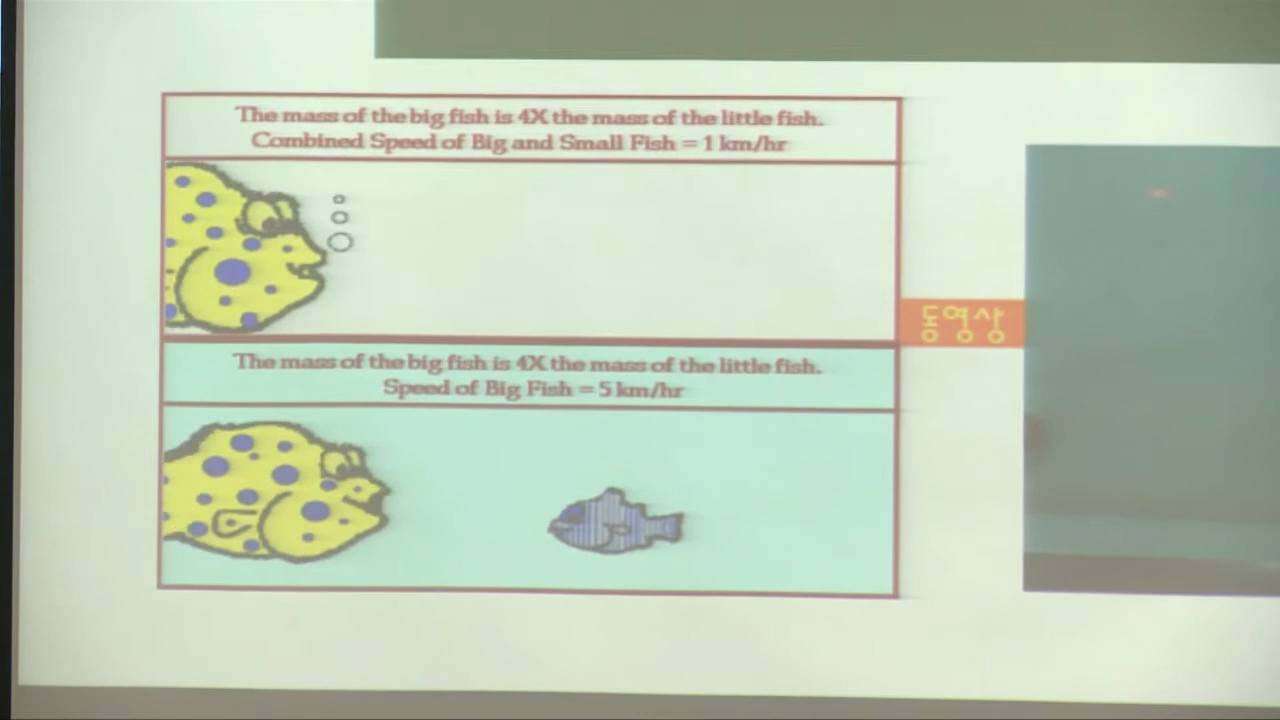 The mass of the big fish is 4X the mass of the little fish.
Combined Speed of Big and Small Fish = 1 km/hr
동영상
The mass of the big fish is 4X the mass of the little fish.
Speed of Big Fish = 5 km/hr